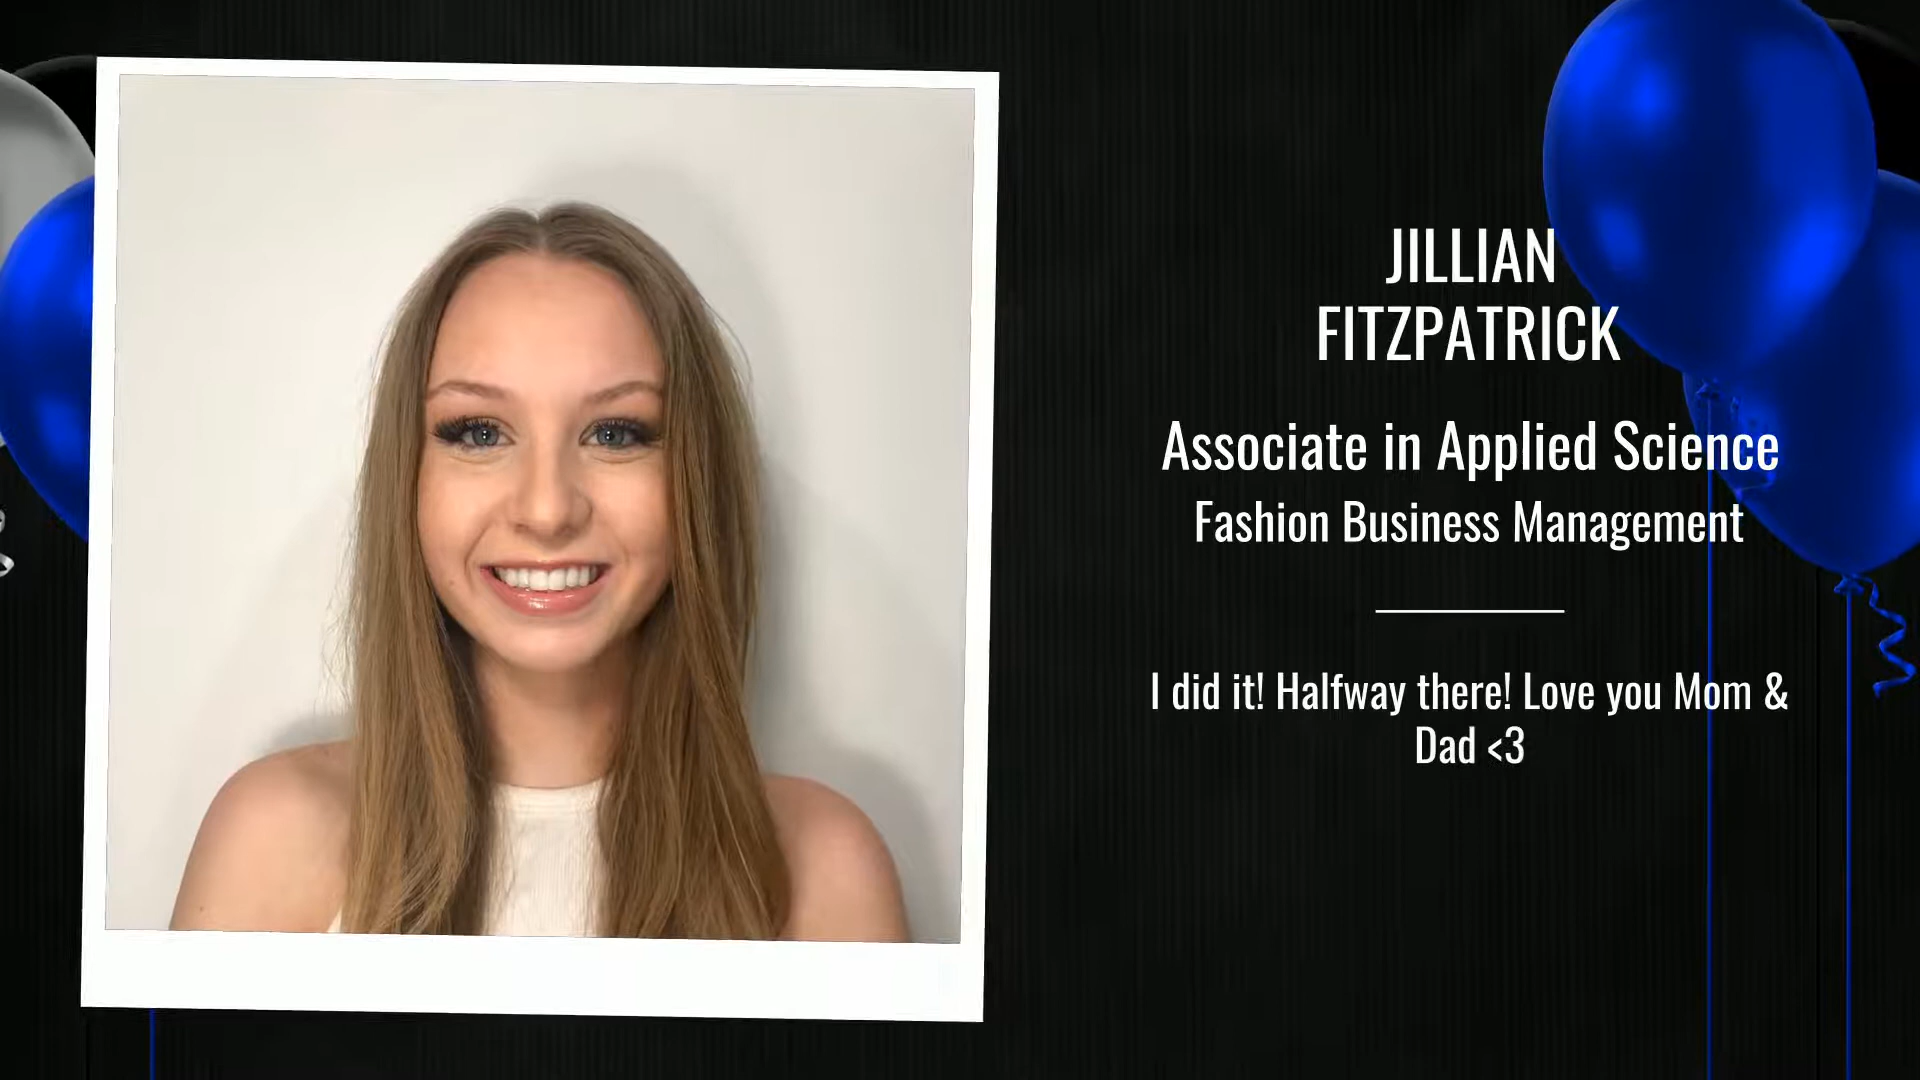 JILLIAN
FITZPATRICK
Associate in Applied Science
Fashion Business Management
I did it! Halfway there! Love you Mom &
Dad <3